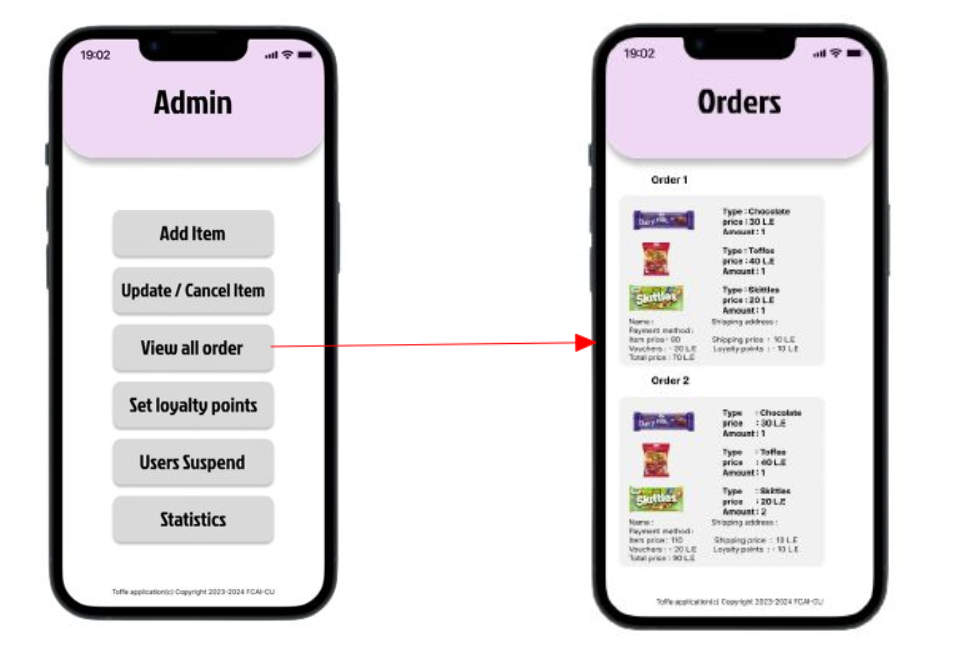 19:02
Admin
Add Item
Update / Cancel Item
View all order
Set loyalty points
Users Suspend
Statistics
Toffe application(c) Copyright 2023-2024 FCAI-CU
19:02
Orders
Order 1
Type : Chocolate
price : 30 L.E
Amount : 1
Type : Toffee
price : 40 L.E
Amount : 1
Skittles
Type : Skittles
price : 20 L.E
Amount : 1
Name : Shipping address :
Payment method :
Item price : 80 Shipping price : 10 L.E
Vouchers : - 20 L.E Loyalty points : - 10 L.E
Total price : 70 L.E
Order 2
Type : Chocolate
price : 30 L.E
Amount : 1
Type : Toffee
price : 40 L.E
Amount : 1
Skittles
Type : Skittles
price : 20 L.E
Amount : 2
Name : Shipping address :
Payment method :
Item price : 110 Shipping price : 10 L.E
Vouchers : - 20 L.E Loyalty points : - 10 L.E
Total price : 90 L.E
Toffe application(c) Copyright 2023-2024 FCAI-CU